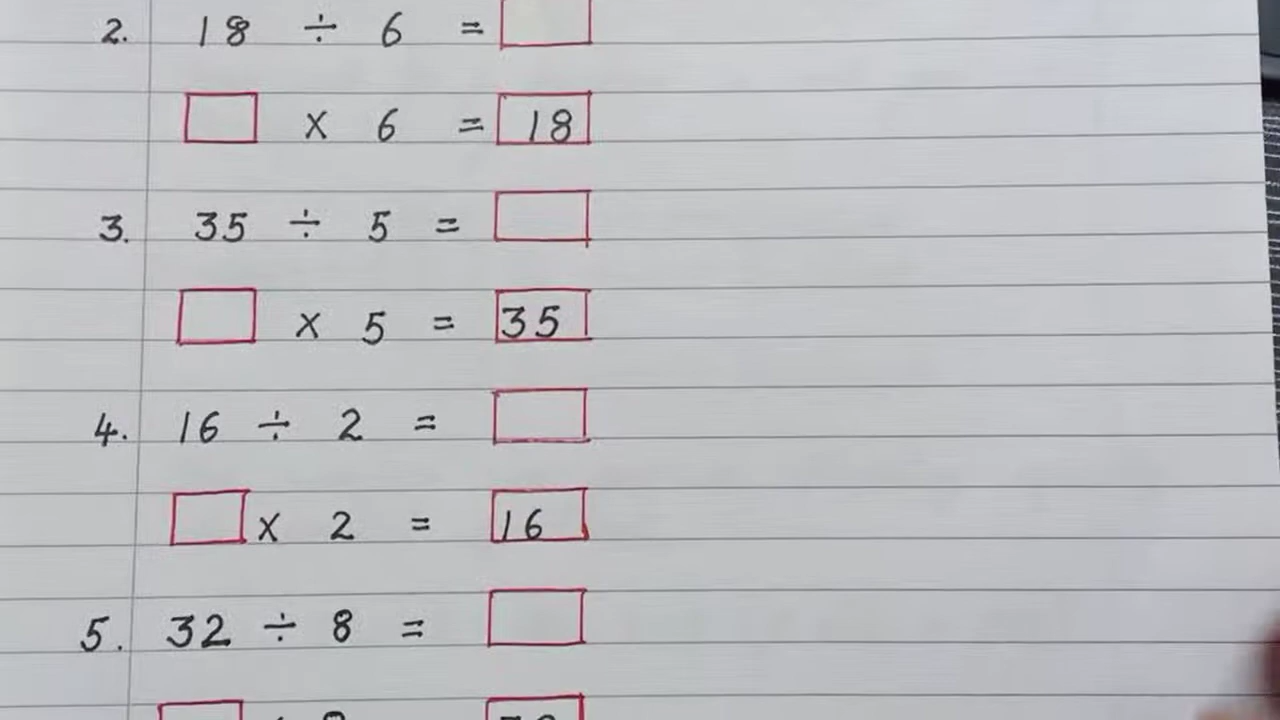 2. 18 ÷ 6 =
x 6 = 18
3. 35 ÷ 5 =
x 5 = 35
4. 16 ÷ 2 =
x 2 = 16
5. 32 ÷ 8 =